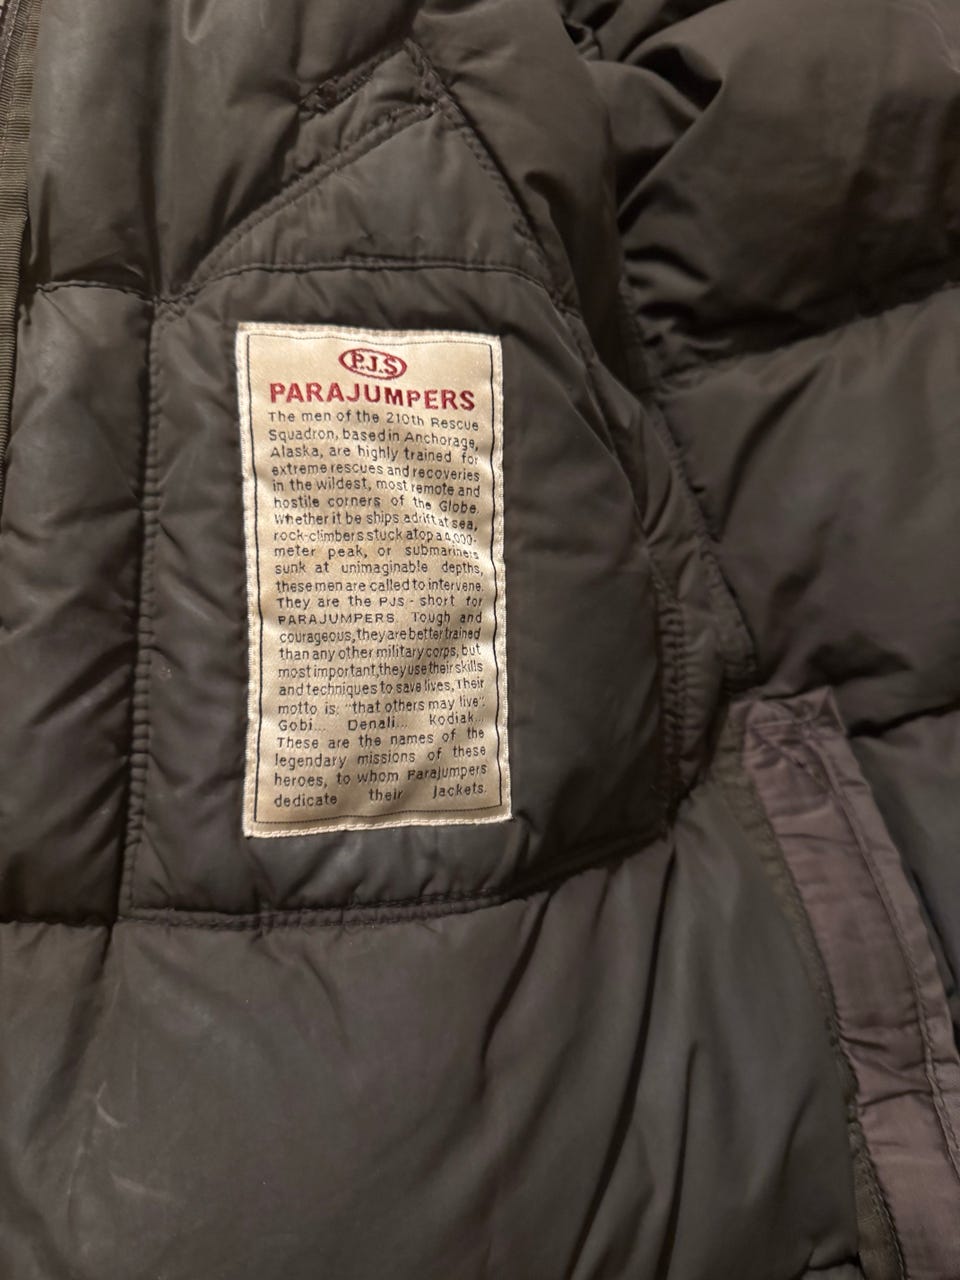 P.J.S
PARAJUMPERS
The men of the 210th Rescue
Squadron, based in Anchorage,
Alaska, are highly trained for
extreme rescues and recoveries
in the wildest, most remote and
hostile corners of the Globe.
Whether it be ships adrift at sea,
rock-climbers stuck atop a 4,000-
meter peak, or submariners
sunk at unimaginable depths,
these men are called to intervene.
They are the PJS - short for
PARAJUMPERS. Tough and
courageous, they are better trained
than any other military corps, but
most important, they use their skills
and techniques to save lives. Their
motto is: "that others may live".
Gobi... Denali... Kodiak...
These are the names of the
legendary missions of these
heroes, to whom Parajumpers
dedicate their Jackets.